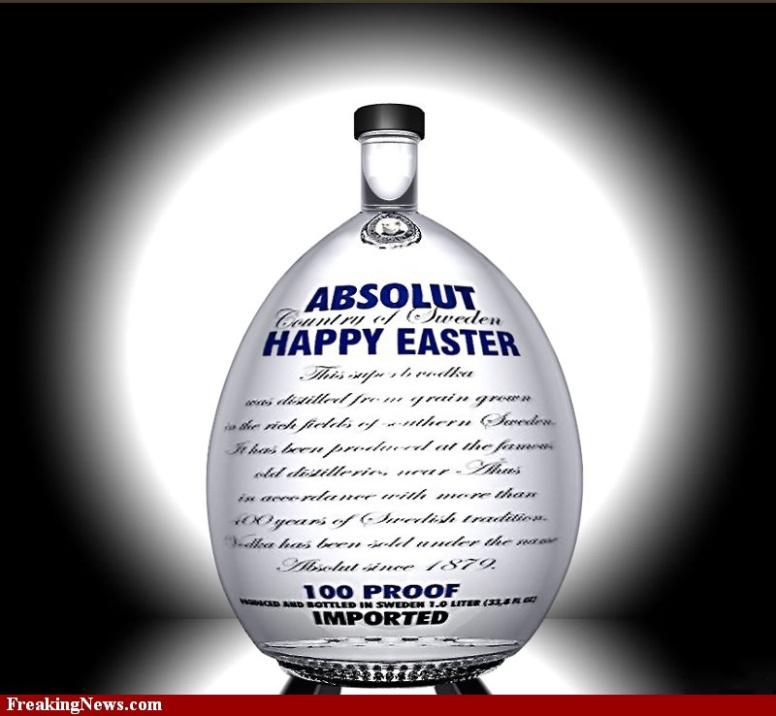 ABSOLUT
Country of Sweden
HAPPY EASTER
This superb vodka
was distilled from grain grown
in the rich fields of southern Sweden.
It has been produced at the famous
old distilleries near Åhus
in accordance with more than
400 years of Swedish tradition.
Vodka has been sold under the name
Absolut since 1879.
100 PROOF
PRODUCED AND BOTTLED IN SWEDEN 1.0 LITER (33,8 FL OZ)
IMPORTED
FreakingNews.com